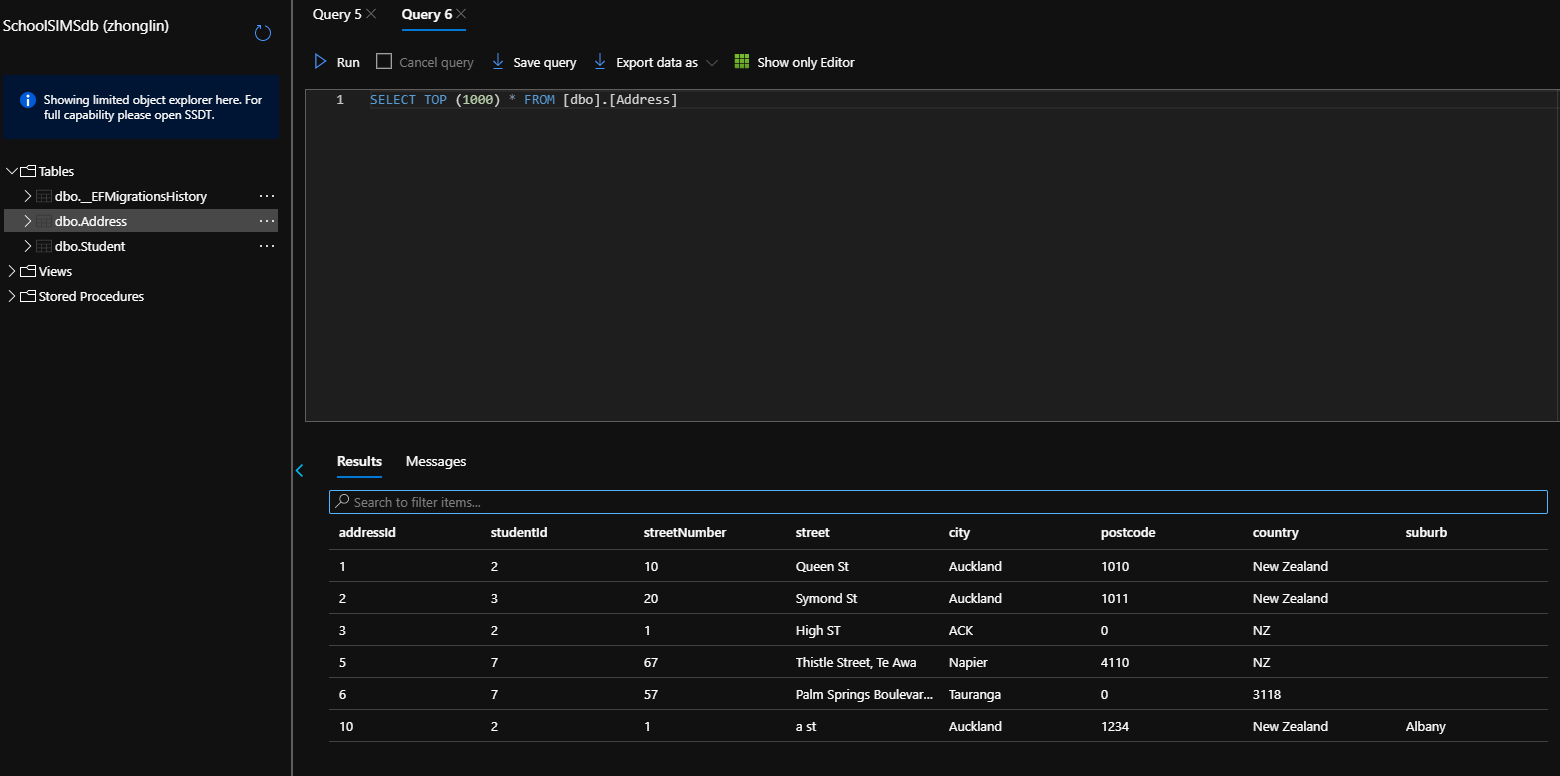 SchoolSIMSdb (zhonglin)
Showing limited object explorer here. For
full capability please open SSDT.
Tables
dbo.__EFMigrationsHistory ...
dbo.Address ...
dbo.Student ...
Views
Stored Procedures
Query 5 Query 6
Run Cancel query Save query Export data as Show only Editor
1 SELECT TOP (1000) * FROM [dbo].[Address]
Results Messages
Search to filter items...
addressId studentId streetNumber street city postcode country suburb
1 2 10 Queen St Auckland 1010 New Zealand
2 3 20 Symond St Auckland 1011 New Zealand
3 2 1 High ST ACK 0 NZ
5 7 67 Thistle Street, Te Awa Napier 4110 NZ
6 7 57 Palm Springs Boulevar... Tauranga 0 3118
10 2 1 a st Auckland 1234 New Zealand Albany